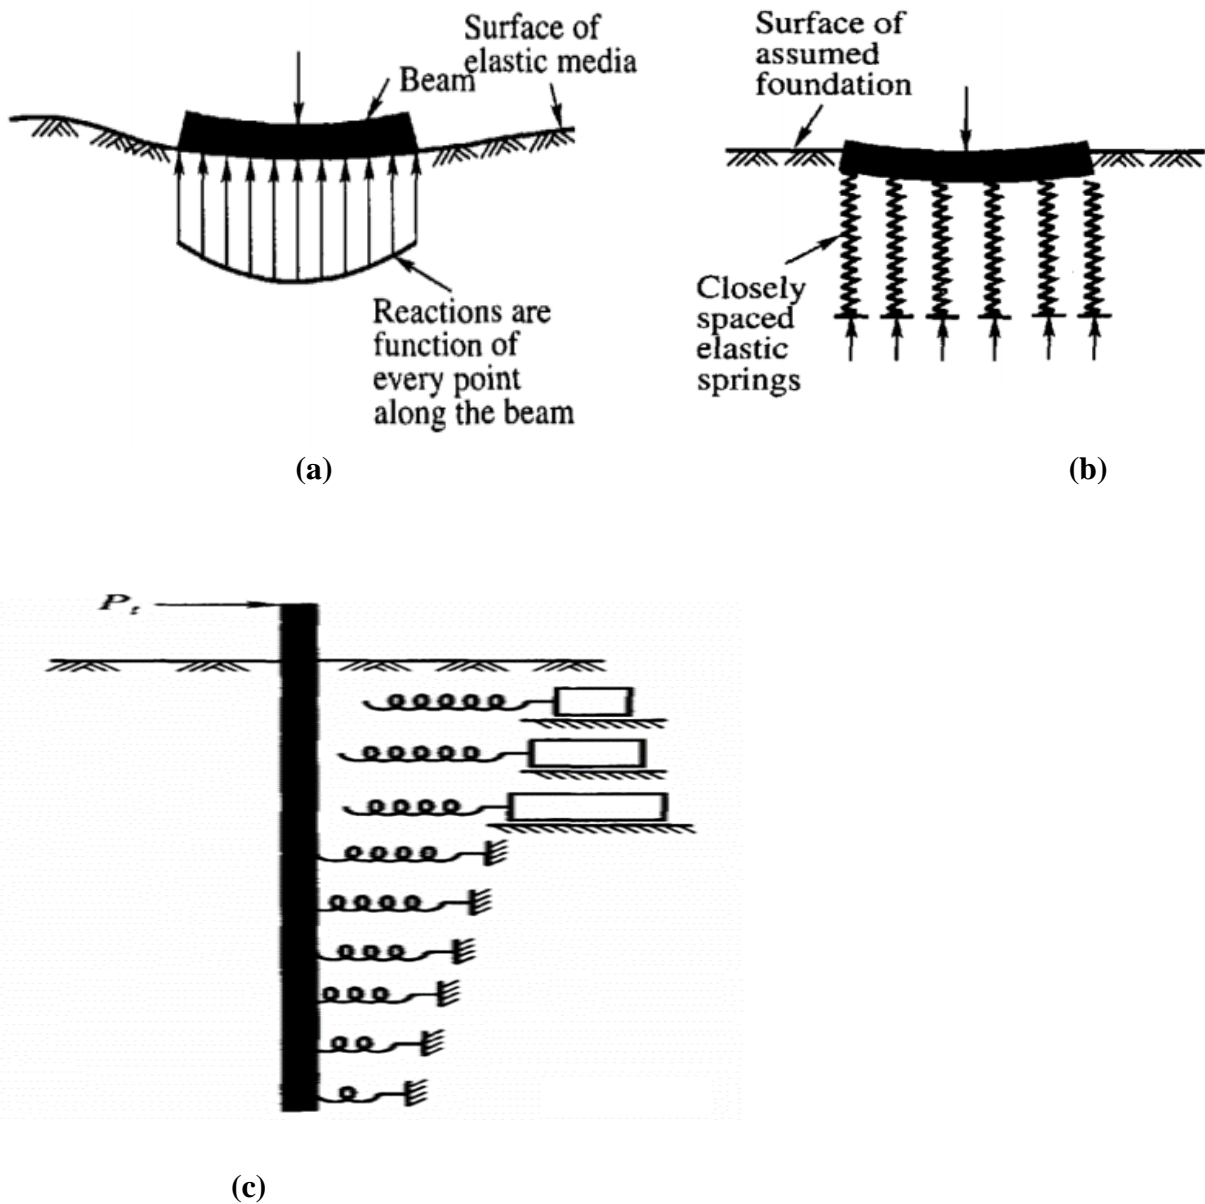 Surface of
elastic media
Beam
Reactions are
function of
every point
along the beam
(a)
Surface of
assumed
foundation
Closely
spaced
elastic
springs
(b)
P_t
(c)